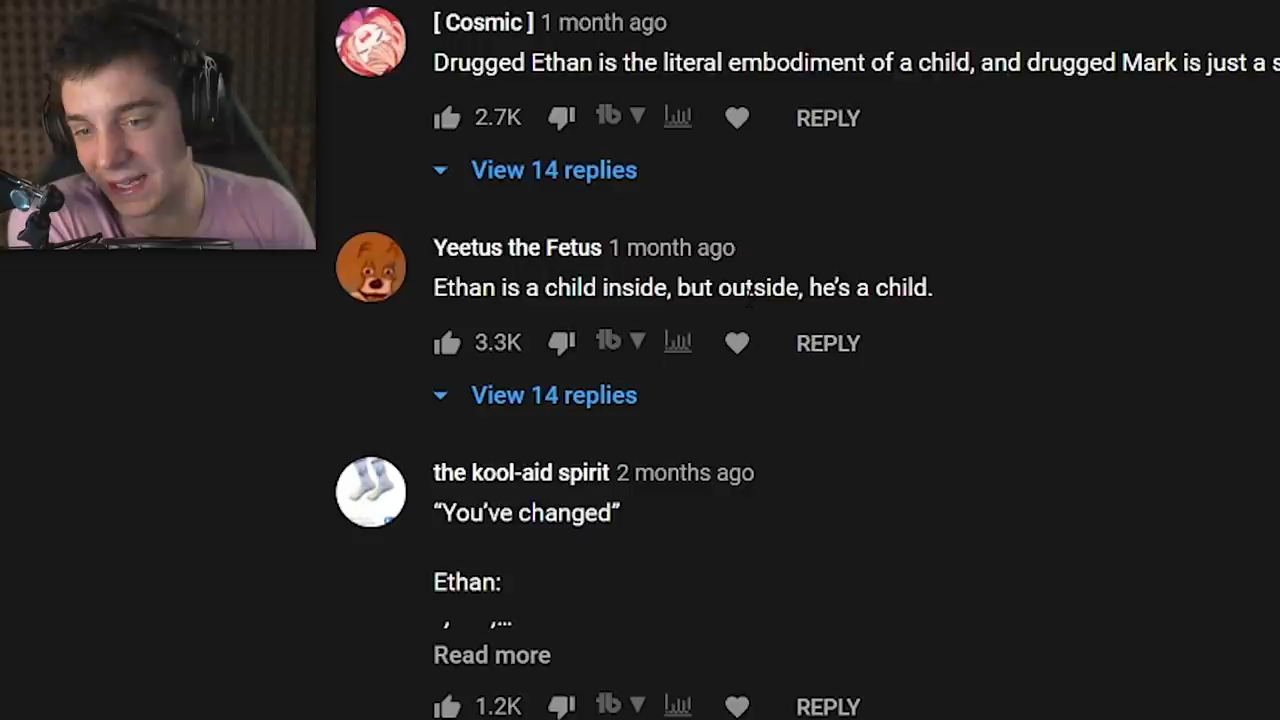 [ Cosmic ] 1 month ago
Drugged Ethan is the literal embodiment of a child, and drugged Mark is just a s
2.7K REPLY
View 14 replies
Yeetus the Fetus 1 month ago
Ethan is a child inside, but outside, he's a child.
3.3K REPLY
View 14 replies
the kool-aid spirit 2 months ago
“You’ve changed”
Ethan:
, ,...
Read more
1.2K REPLY